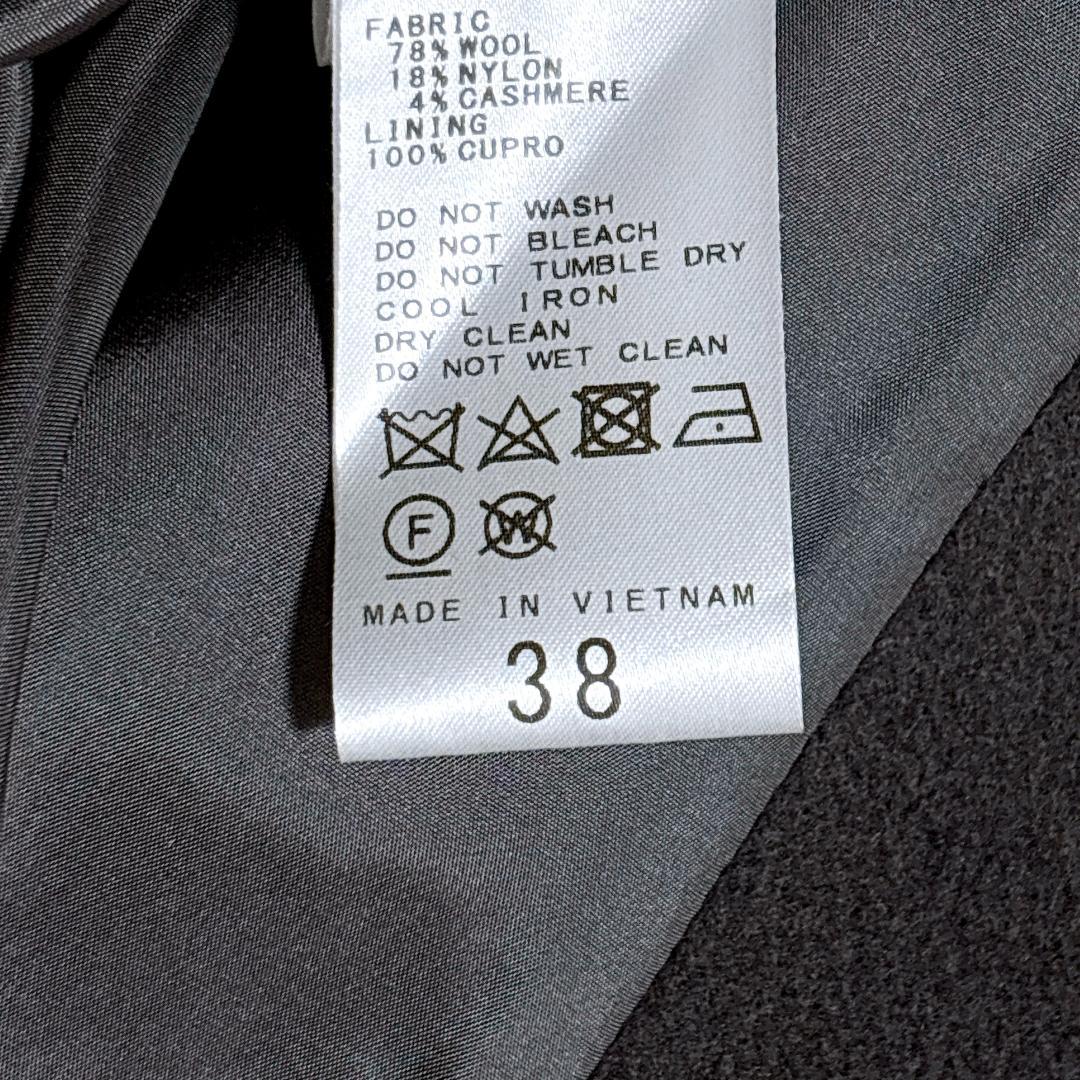 FABRIC
78% WOOL
18% NYLON
4% CASHMERE
LINING
100% CUPRO
DO NOT WASH
DO NOT BLEACH
DO NOT TUMBLE DRY
COOL IRON
DRY CLEAN
DO NOT WET CLEAN
F W
MADE IN VIETNAM
38